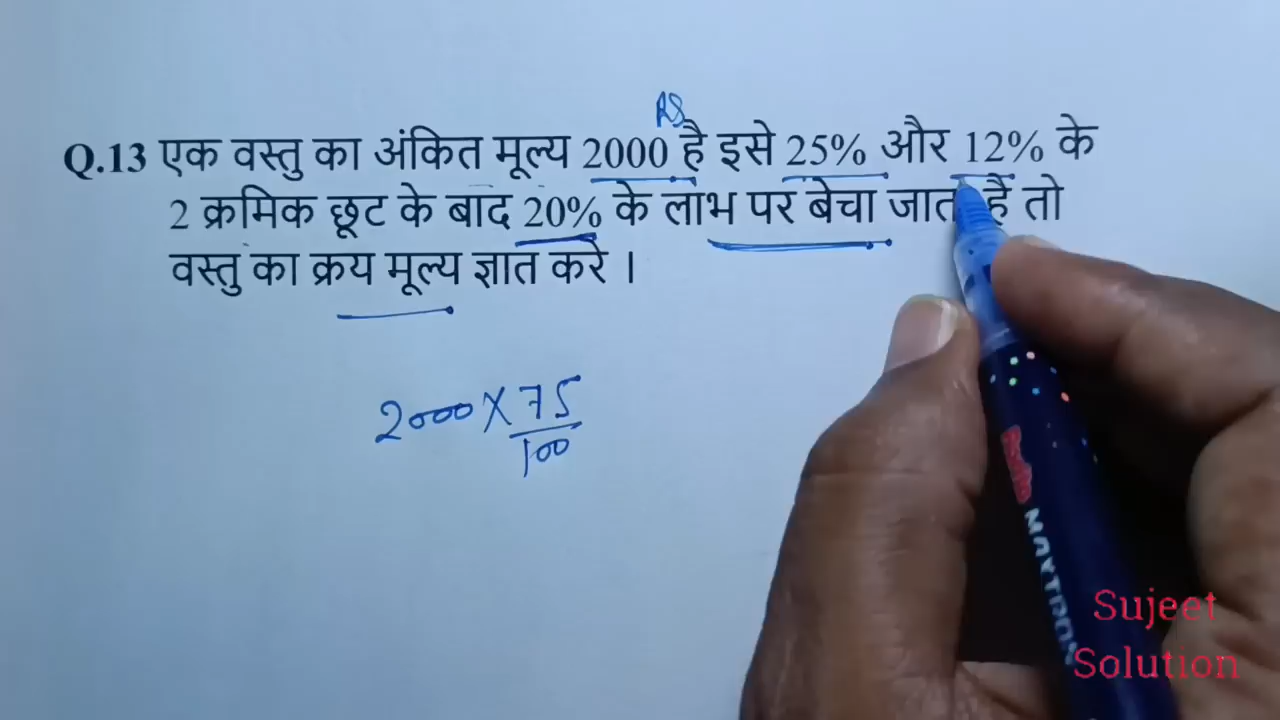 RS
Q.13 एक वस्तु का अंकित मूल्य 2000 है इसे 25% और 12% के
2 क्रमिक छूट के बाद 20% के लाभ पर बेचा जाता है तो
वस्तु का क्रय मूल्य ज्ञात करे ।
2000 X 75
100
MAXTRON
Sujeet
Solution